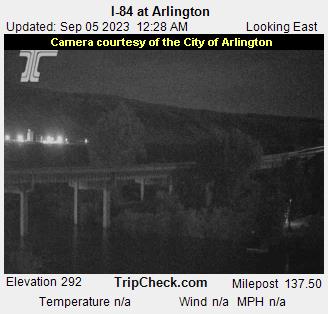 I-84 at Arlington
Updated: Sep 05 2023 12:28 AM Looking East
Camera courtesy of the City of Arlington
Elevation 292 TripCheck.com Milepost 137.50
Temperature n/a Wind n/a MPH n/a